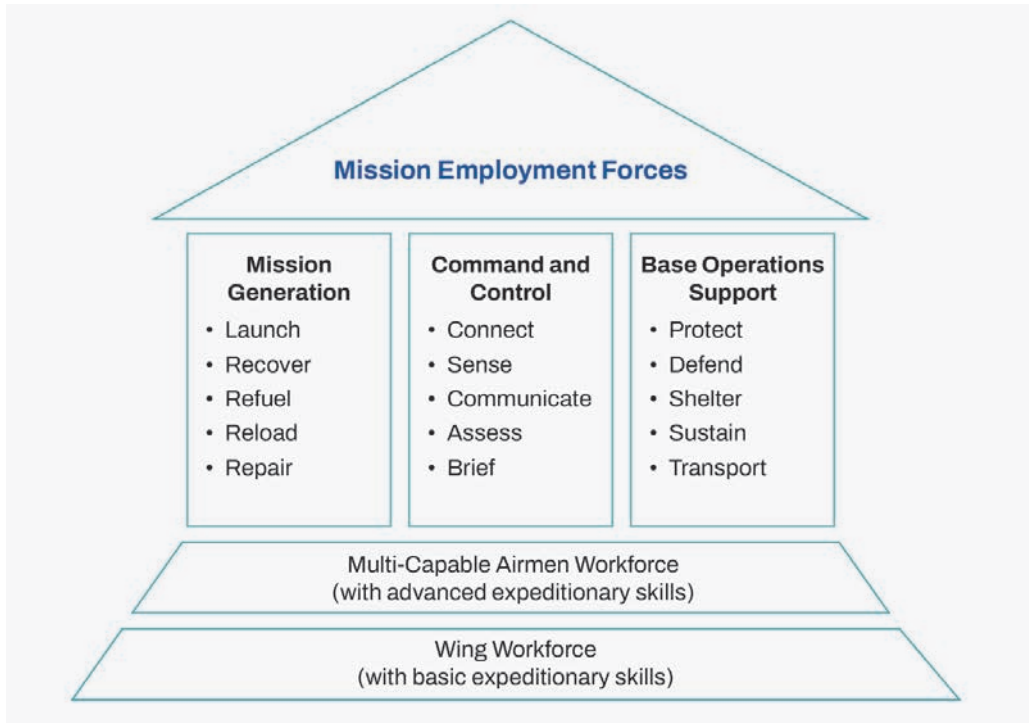 Mission Employment Forces
Mission
Generation
• Launch
• Recover
• Refuel
• Reload
• Repair
Command and
Control
• Connect
• Sense
• Communicate
• Assess
• Brief
Base Operations
Support
• Protect
• Defend
• Shelter
• Sustain
• Transport
Multi-Capable Airmen Workforce
(with advanced expeditionary skills)
Wing Workforce
(with basic expeditionary skills)